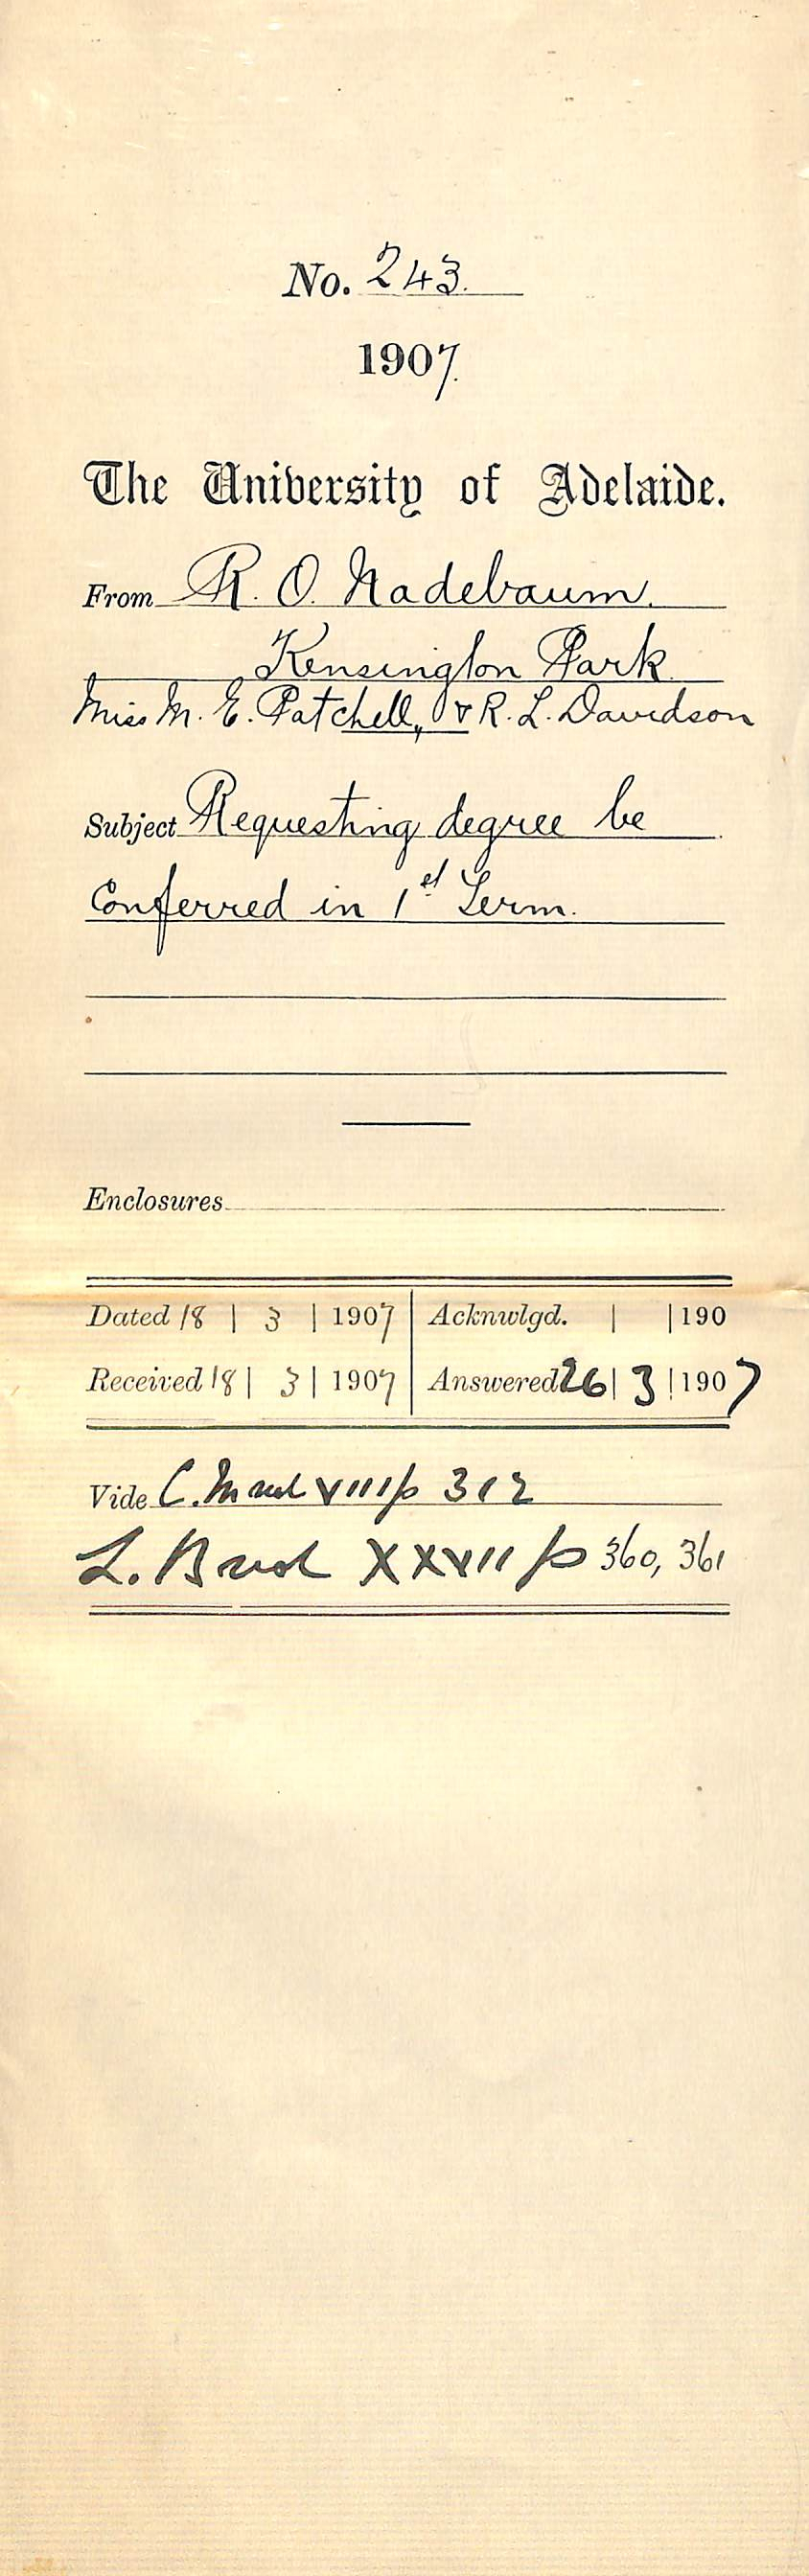 No. 243.
1907.
The University of Adelaide.
From R. O. Nadebaum.
Kensington Park
Miss M. E. Patchell, & R. L. Davidson
Subject Requesting degree be
Conferred in 1st Term.
Enclosures
Dated 18 | 3 | 1907 Acknwlgd. | | 190
Received 18 | 3 | 1907 Answered 26 | 3 | 1907
Vide C. M vol VIII p 312
L. B vol XXVII p 360, 361